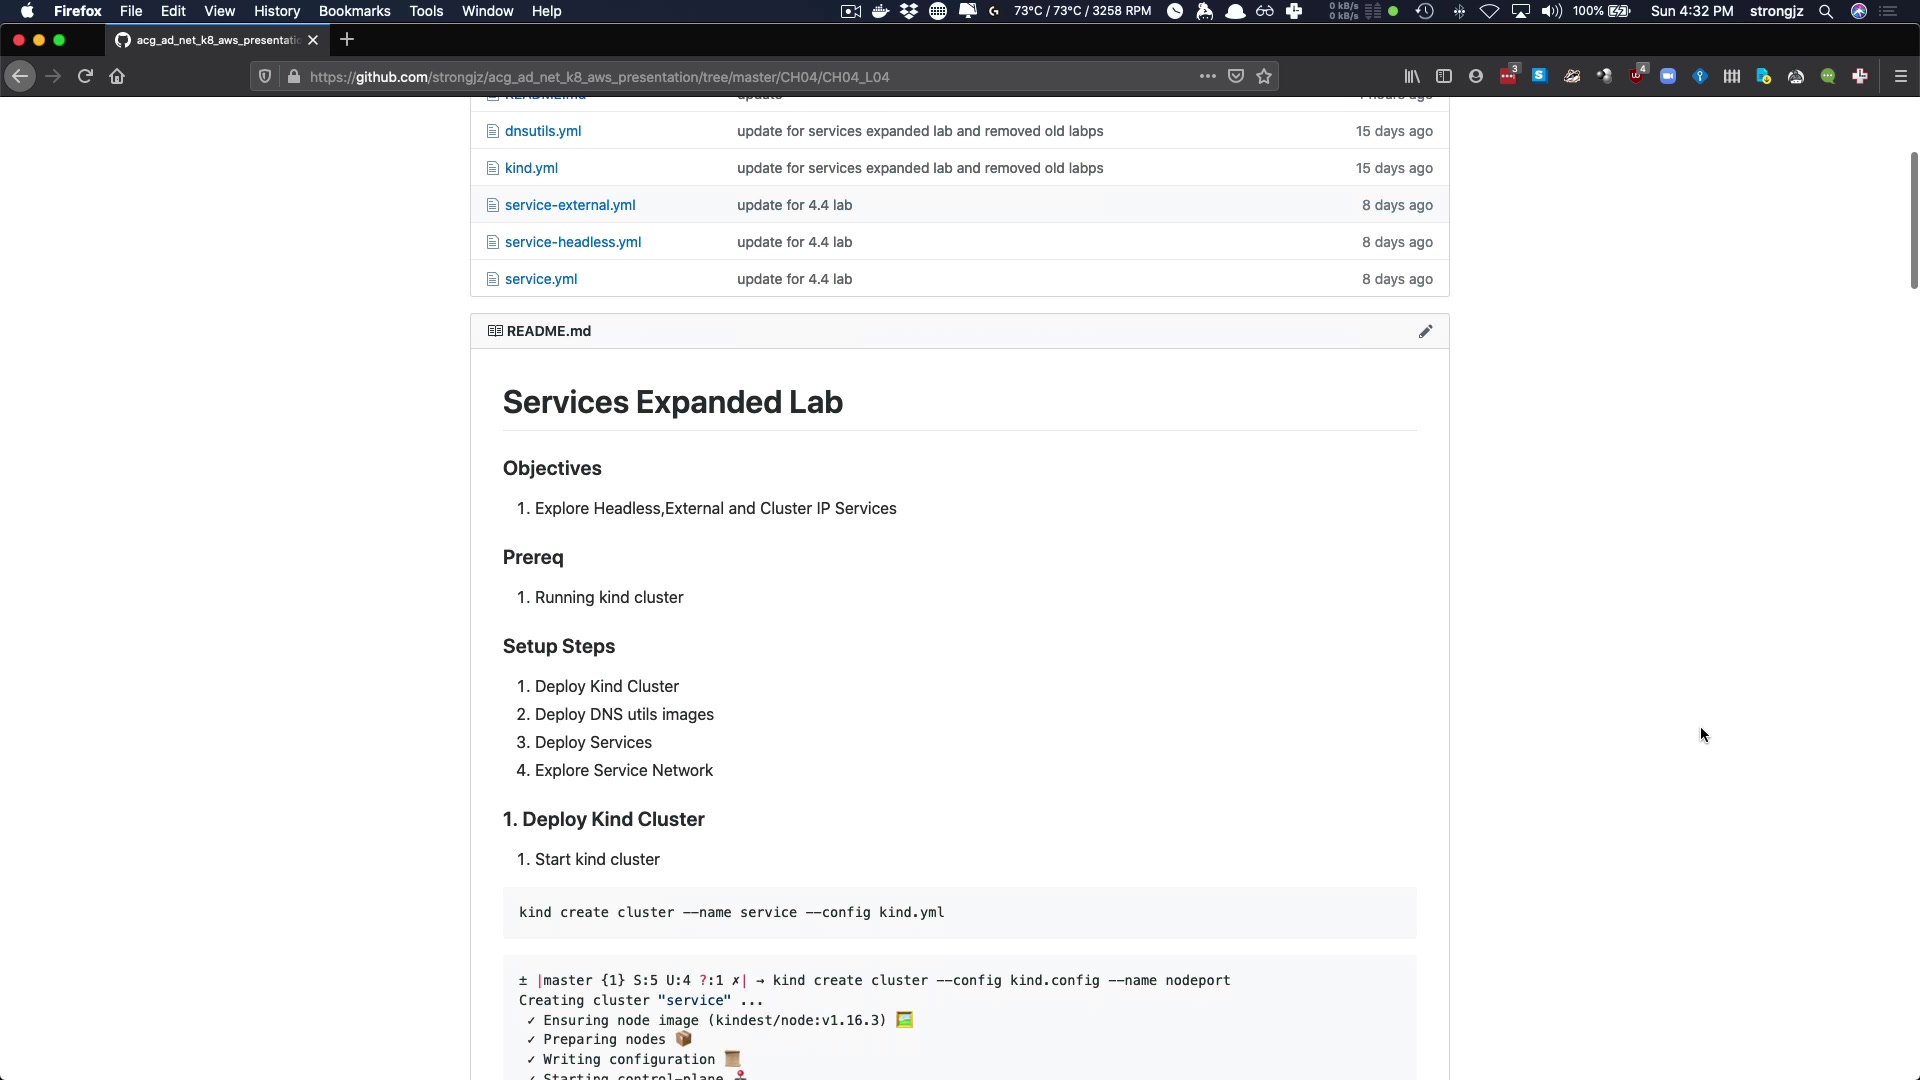 Firefox File Edit View History Bookmarks Tools Window Help 73°C / 73°C / 3258 RPM 0 kB/s 0 kB/s 100% Sun 4:32 PM strongjz
acg_ad_net_k8_aws_presentatic
https://github.com/strongjz/acg_ad_net_k8_aws_presentation/tree/master/CH04/CH04_L04 3 4
dnsutils.yml update for services expanded lab and removed old labps 15 days ago
kind.yml update for services expanded lab and removed old labps 15 days ago
service-external.yml update for 4.4 lab 8 days ago
service-headless.yml update for 4.4 lab 8 days ago
service.yml update for 4.4 lab 8 days ago
README.md
Services Expanded Lab
Objectives
1. Explore Headless,External and Cluster IP Services
Prereq
1. Running kind cluster
Setup Steps
1. Deploy Kind Cluster
2. Deploy DNS utils images
3. Deploy Services
4. Explore Service Network
1. Deploy Kind Cluster
1. Start kind cluster
kind create cluster --name service --config kind.yml
± |master {1} S:5 U:4 ?:1 ✗| → kind create cluster --config kind.config --name nodeport
Creating cluster "service" ...
✓ Ensuring node image (kindest/node:v1.16.3) 🖼
✓ Preparing nodes 📦
✓ Writing configuration 📜
✓ Starting control-plane 🕹